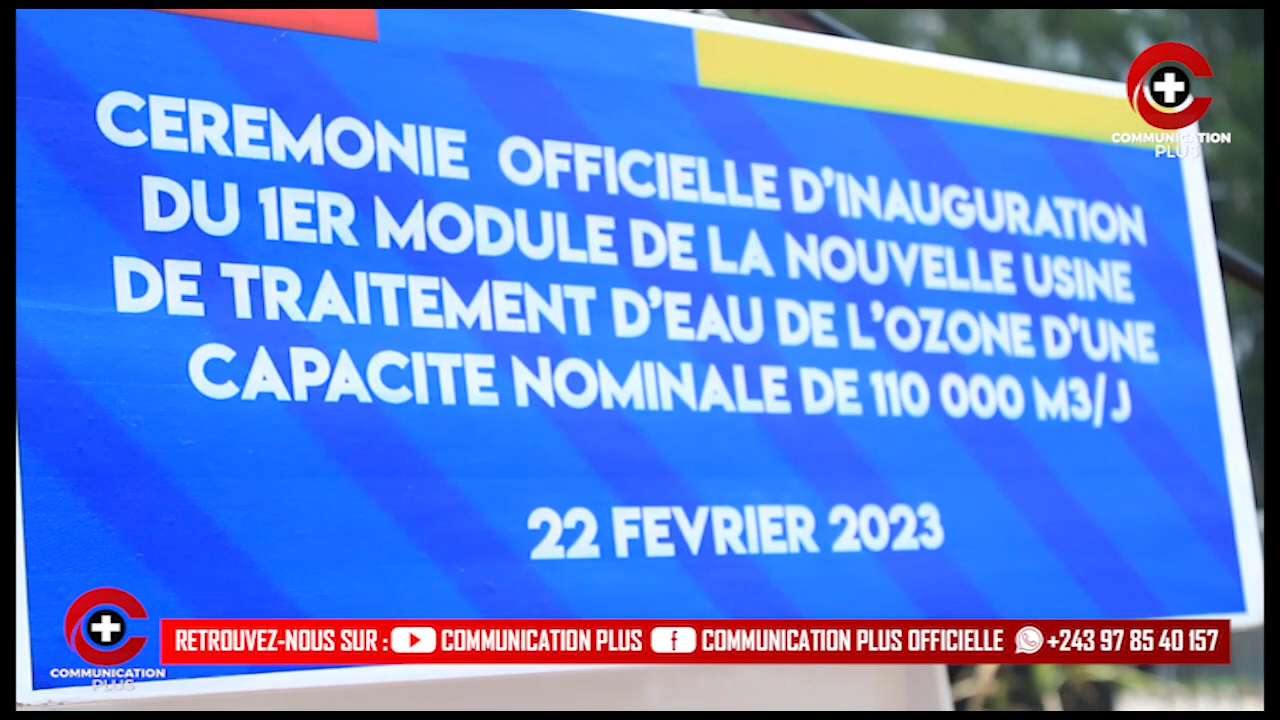 CEREMONIE OFFICIELLE D'INAUGURATION
DU 1ER MODULE DE LA NOUVELLE USINE
DE TRAITEMENT D'EAU DE L'OZONE D'UNE
CAPACITE NOMINALE DE 110 000 M3/J
22 FEVRIER 2023
COMMUNICATION
PLUS
COMMUNICATION
PLUS
RETROUVEZ-NOUS SUR : COMMUNICATION PLUS COMMUNICATION PLUS OFFICIELLE +243 97 85 40 157